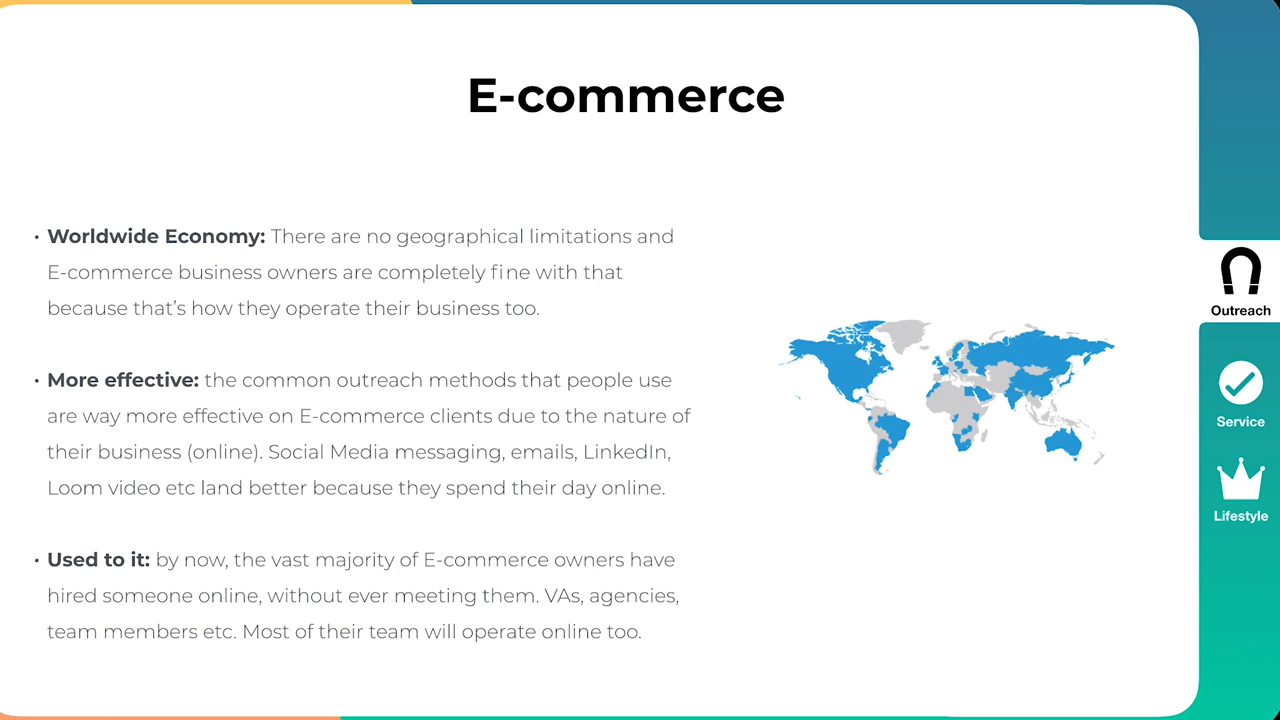 E-commerce
• Worldwide Economy: There are no geographical limitations and
E-commerce business owners are completely fine with that
because that’s how they operate their business too.
• More effective: the common outreach methods that people use
are way more effective on E-commerce clients due to the nature of
their business (online). Social Media messaging, emails, LinkedIn,
Loom video etc land better because they spend their day online.
• Used to it: by now, the vast majority of E-commerce owners have
hired someone online, without ever meeting them. VAs, agencies,
team members etc. Most of their team will operate online too.
Outreach
Service
Lifestyle